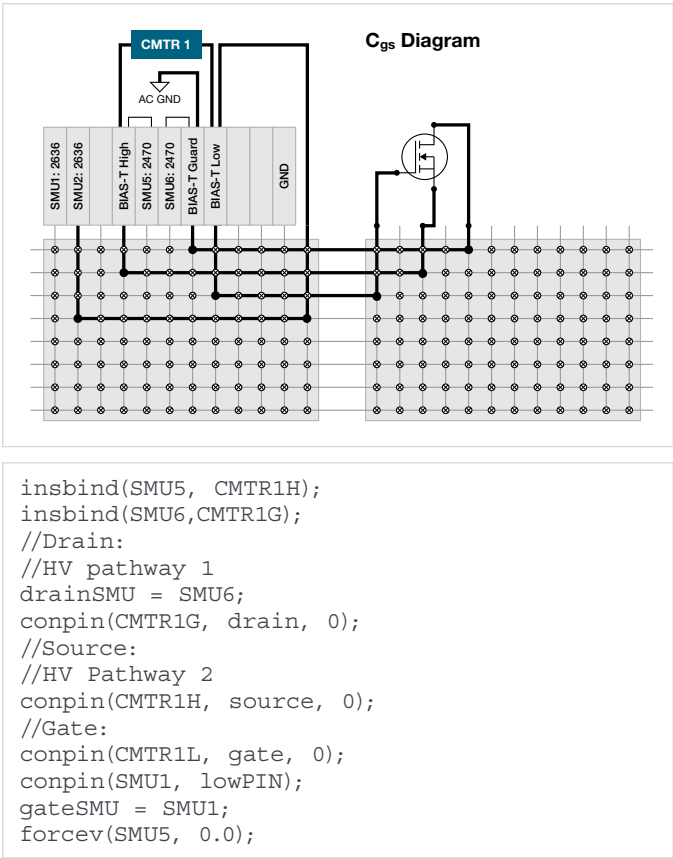 CMTR 1
Cgs Diagram
AC GND
SMU1: 2636
SMU2: 2636
BIAS-T High
SMU5: 2470
SMU6: 2470
BIAS-T Guard
BIAS-T Low
GND
insbind(SMU5, CMTR1H);
insbind(SMU6,CMTR1G);
//Drain:
//HV pathway 1
drainSMU = SMU6;
conpin(CMTR1G, drain, 0);
//Source:
//HV Pathway 2
conpin(CMTR1H, source, 0);
//Gate:
conpin(CMTR1L, gate, 0);
conpin(SMU1, lowPIN);
gateSMU = SMU1;
forcev(SMU5, 0.0);